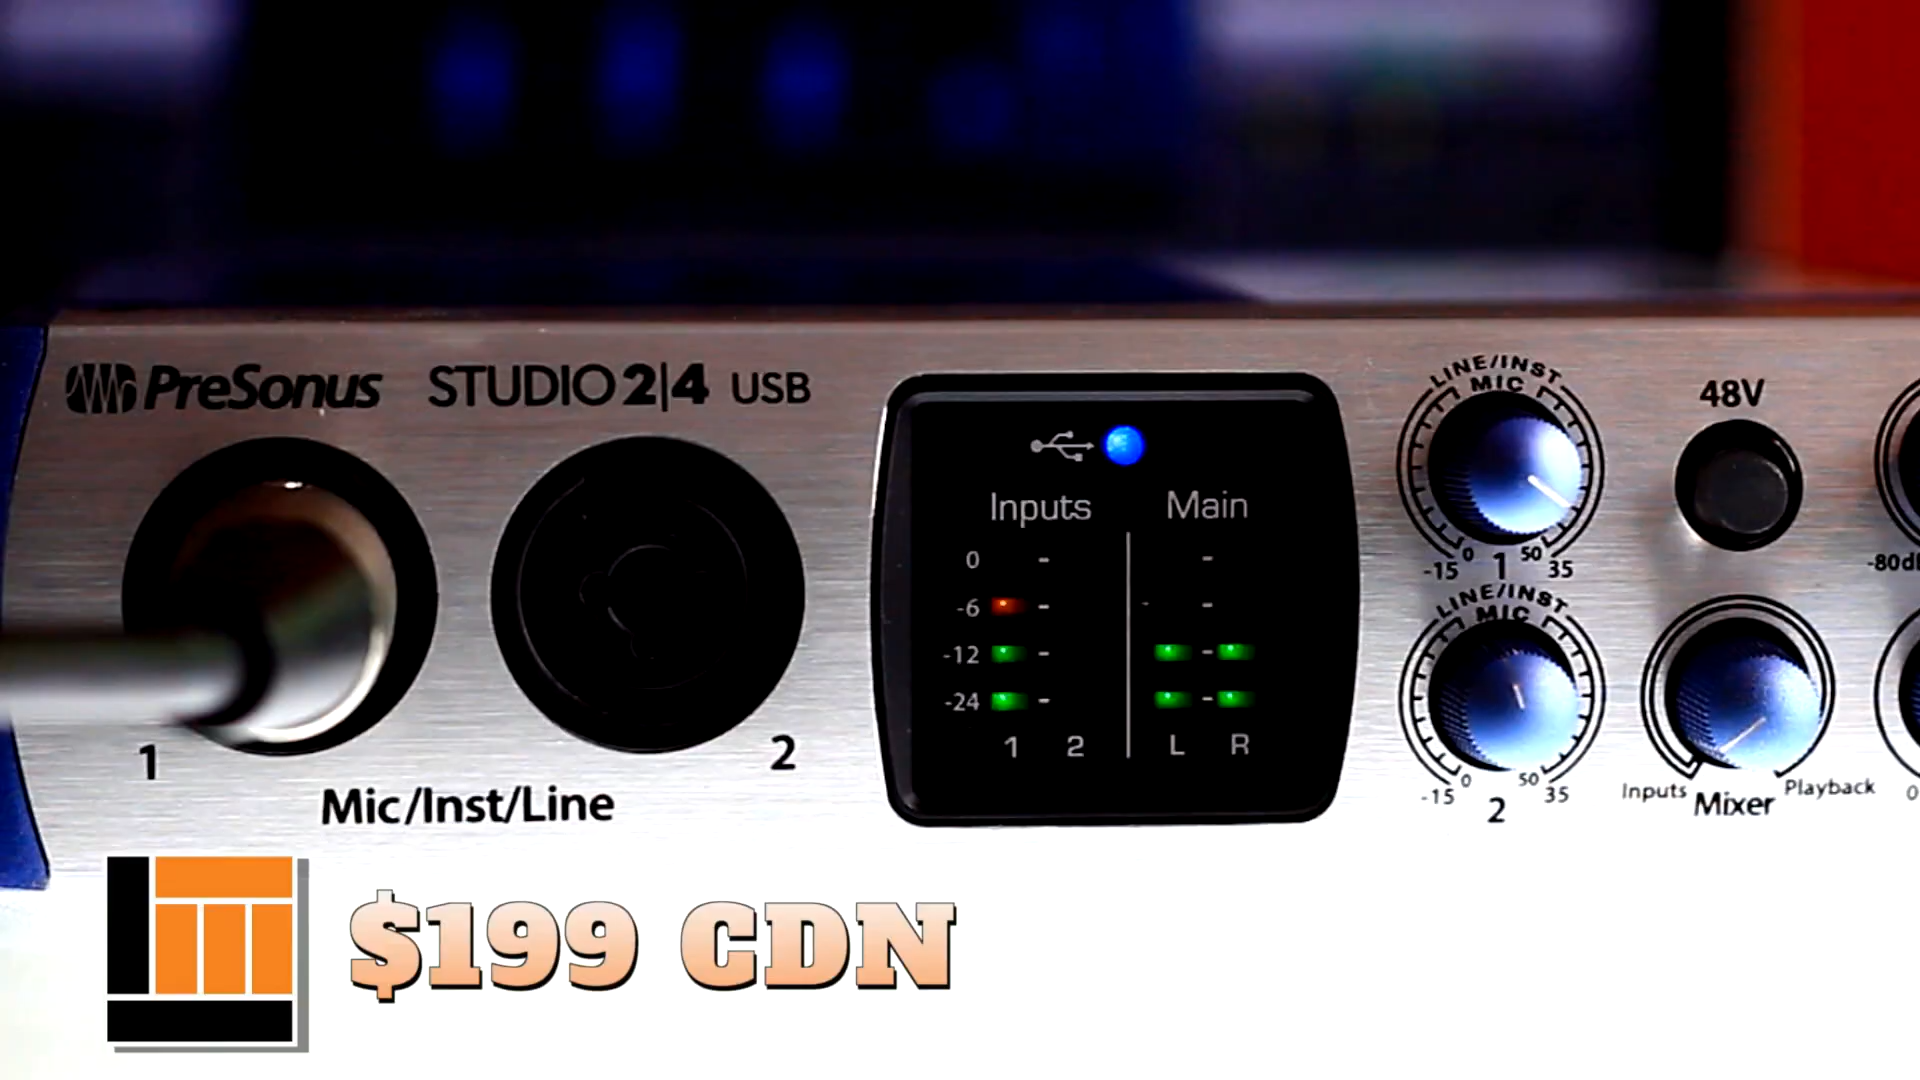 PreSonus STUDIO 2|4 USB
Inputs Main
0
-6
-12
-24
1 2 L R
1 2
Mic/Inst/Line
LINE/INST
MIC
0 50
-15 1 35
48V
LINE/INST
MIC
0 50
-15 2 35
Inputs Mixer Playback
$199 CDN